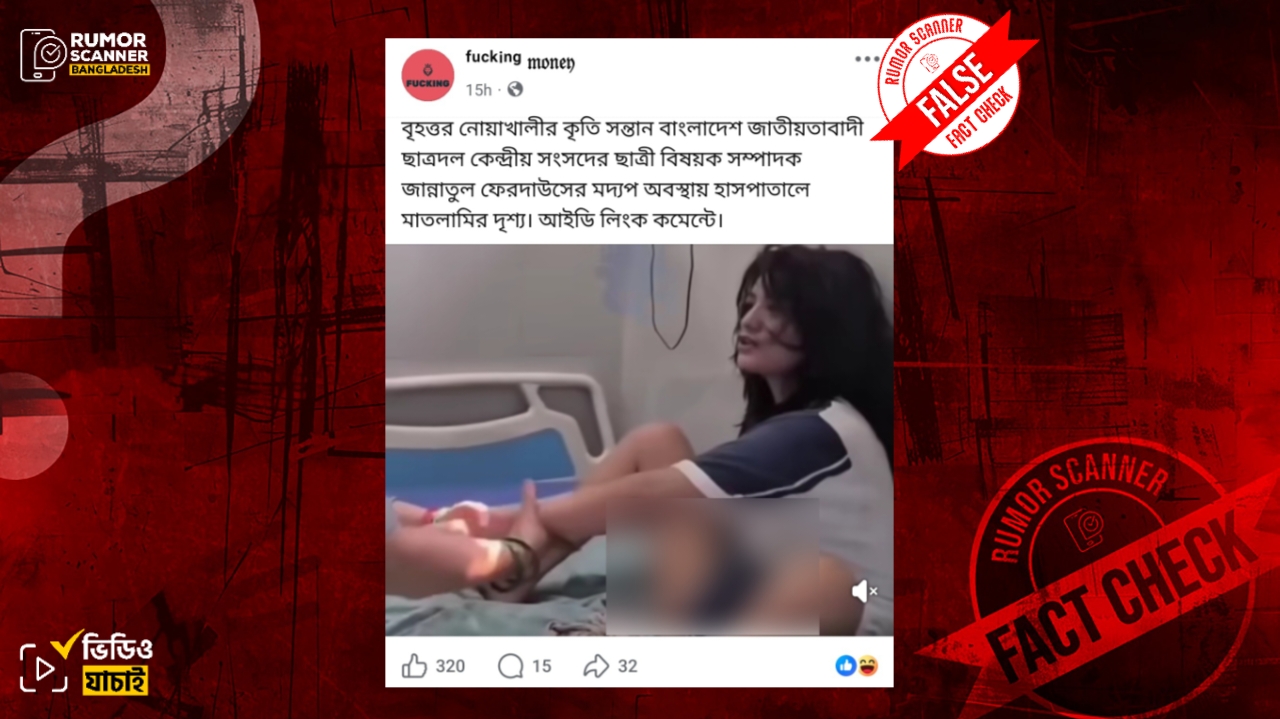 RUMOR
SCANNER
BANGLADESH
fucking money
FUCKING
15h
RUMOR SCANNER
FALSE
FACT CHECK
বৃহত্তর নোয়াখালীর কৃতি সন্তান বাংলাদেশ জাতীয়তাবাদী
ছাত্রদল কেন্দ্রীয় সংসদের ছাত্রী বিষয়ক সম্পাদক
জান্নাতুল ফেরদাউসের মদ্যপ অবস্থায় হাসপাতালে
মাতলামির দৃশ্য। আইডি লিংক কমেন্টে।
320 15 32
ভিডিও
যাচাই
RUMOR SCANNER
FACT CHECK